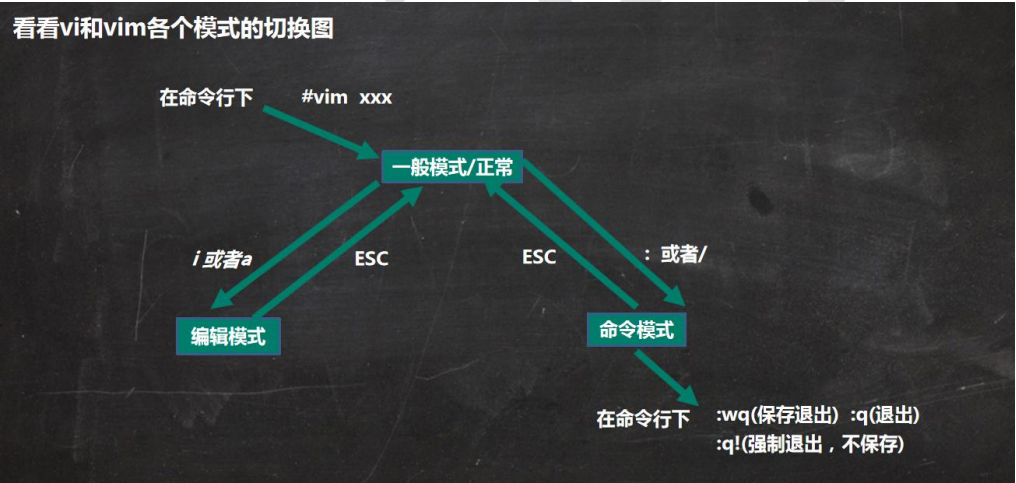 看看vi和vim各个模式的切换图
在命令行下 #vim xxx
一般模式/正常
i 或者a
ESC
ESC
: 或者/
编辑模式
命令模式
在命令行下
:wq(保存退出) :q(退出)
:q!(强制退出，不保存)